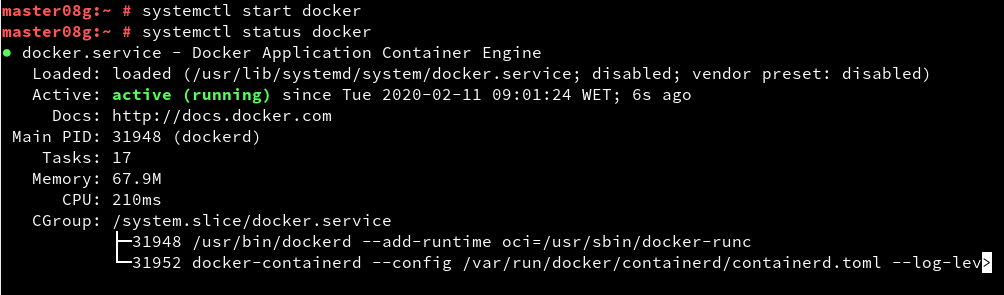 master08g:~ # systemctl start docker
master08g:~ # systemctl status docker
● docker.service - Docker Application Container Engine
   Loaded: loaded (/usr/lib/systemd/system/docker.service; disabled; vendor preset: disabled)
   Active: active (running) since Tue 2020-02-11 09:01:24 WET; 6s ago
     Docs: http://docs.docker.com
 Main PID: 31948 (dockerd)
    Tasks: 17
   Memory: 67.9M
      CPU: 210ms
   CGroup: /system.slice/docker.service
           ├─31948 /usr/bin/dockerd --add-runtime oci=/usr/sbin/docker-runc
           └─31952 docker-containerd --config /var/run/docker/containerd/containerd.toml --log-lev>